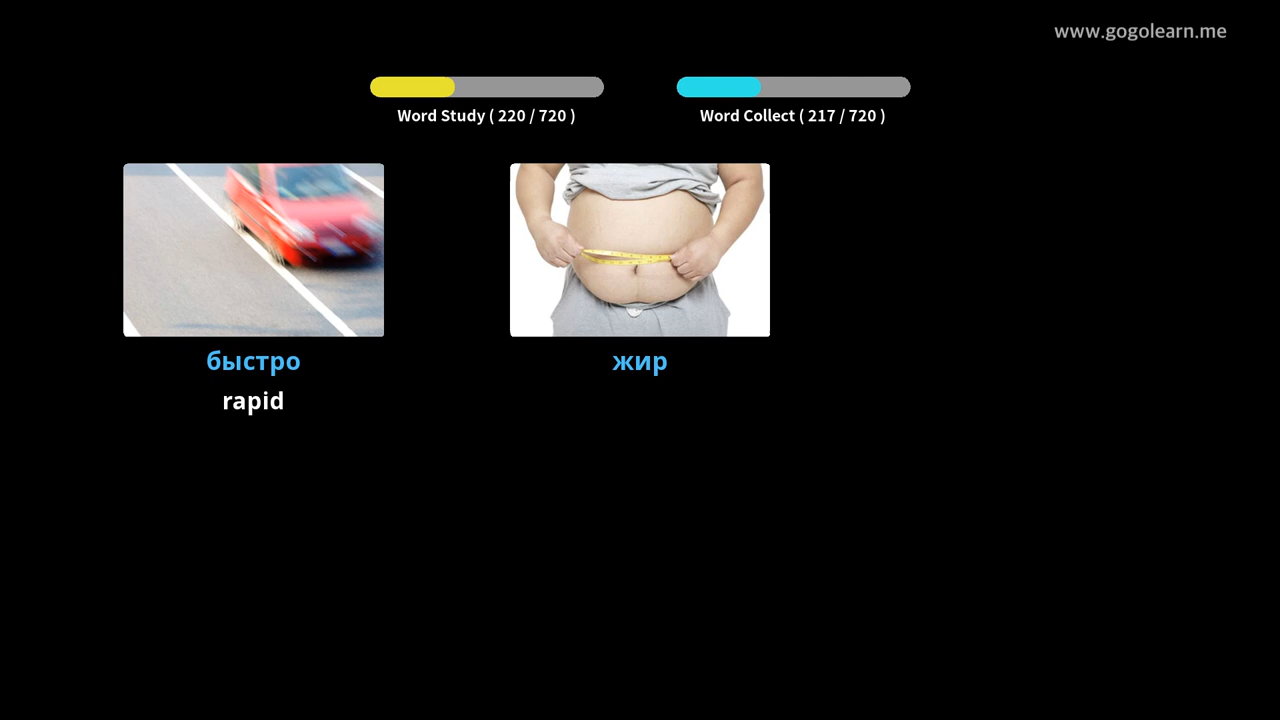 www.gogolearn.me
Word Study ( 220 / 720 )
Word Collect ( 217 / 720 )
быстро
rapid
жир